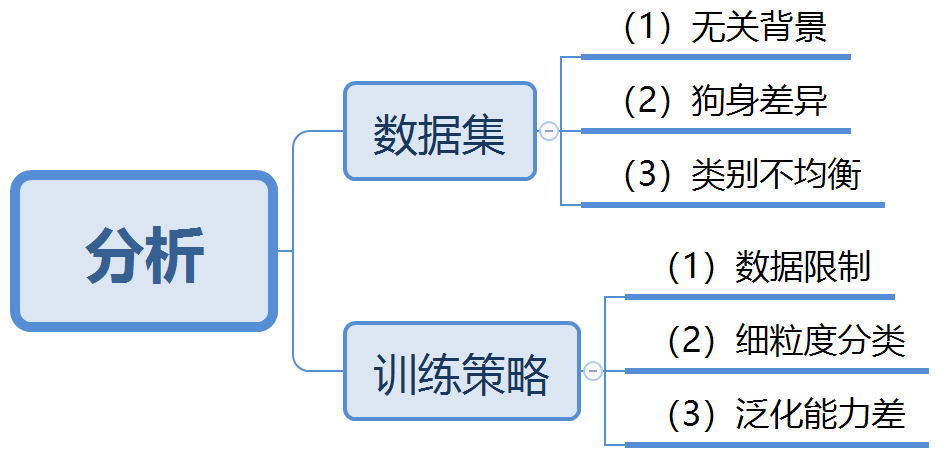 分析
数据集
（1）无关背景
（2）狗身差异
（3）类别不均衡
训练策略
（1）数据限制
（2）细粒度分类
（3）泛化能力差